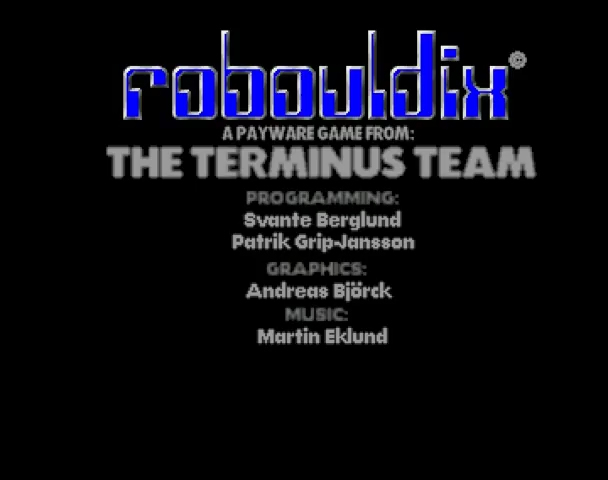 robouldix©
A PAYWARE GAME FROM:
THE TERMINUS TEAM
PROGRAMMING:
Svante Berglund
Patrik Grip-Jansson
GRAPHICS:
Andreas Björck
MUSIC:
Martin Eklund